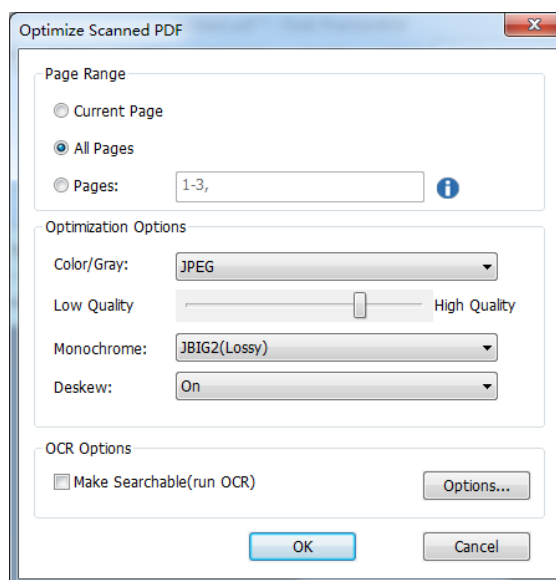 Optimize Scanned PDF
Page Range
Current Page
All Pages
Pages: 1-3,
Optimization Options
Color/Gray: JPEG
Low Quality High Quality
Monochrome: JBIG2(Lossy)
Deskew: On
OCR Options
Make Searchable(run OCR) Options...
OK Cancel